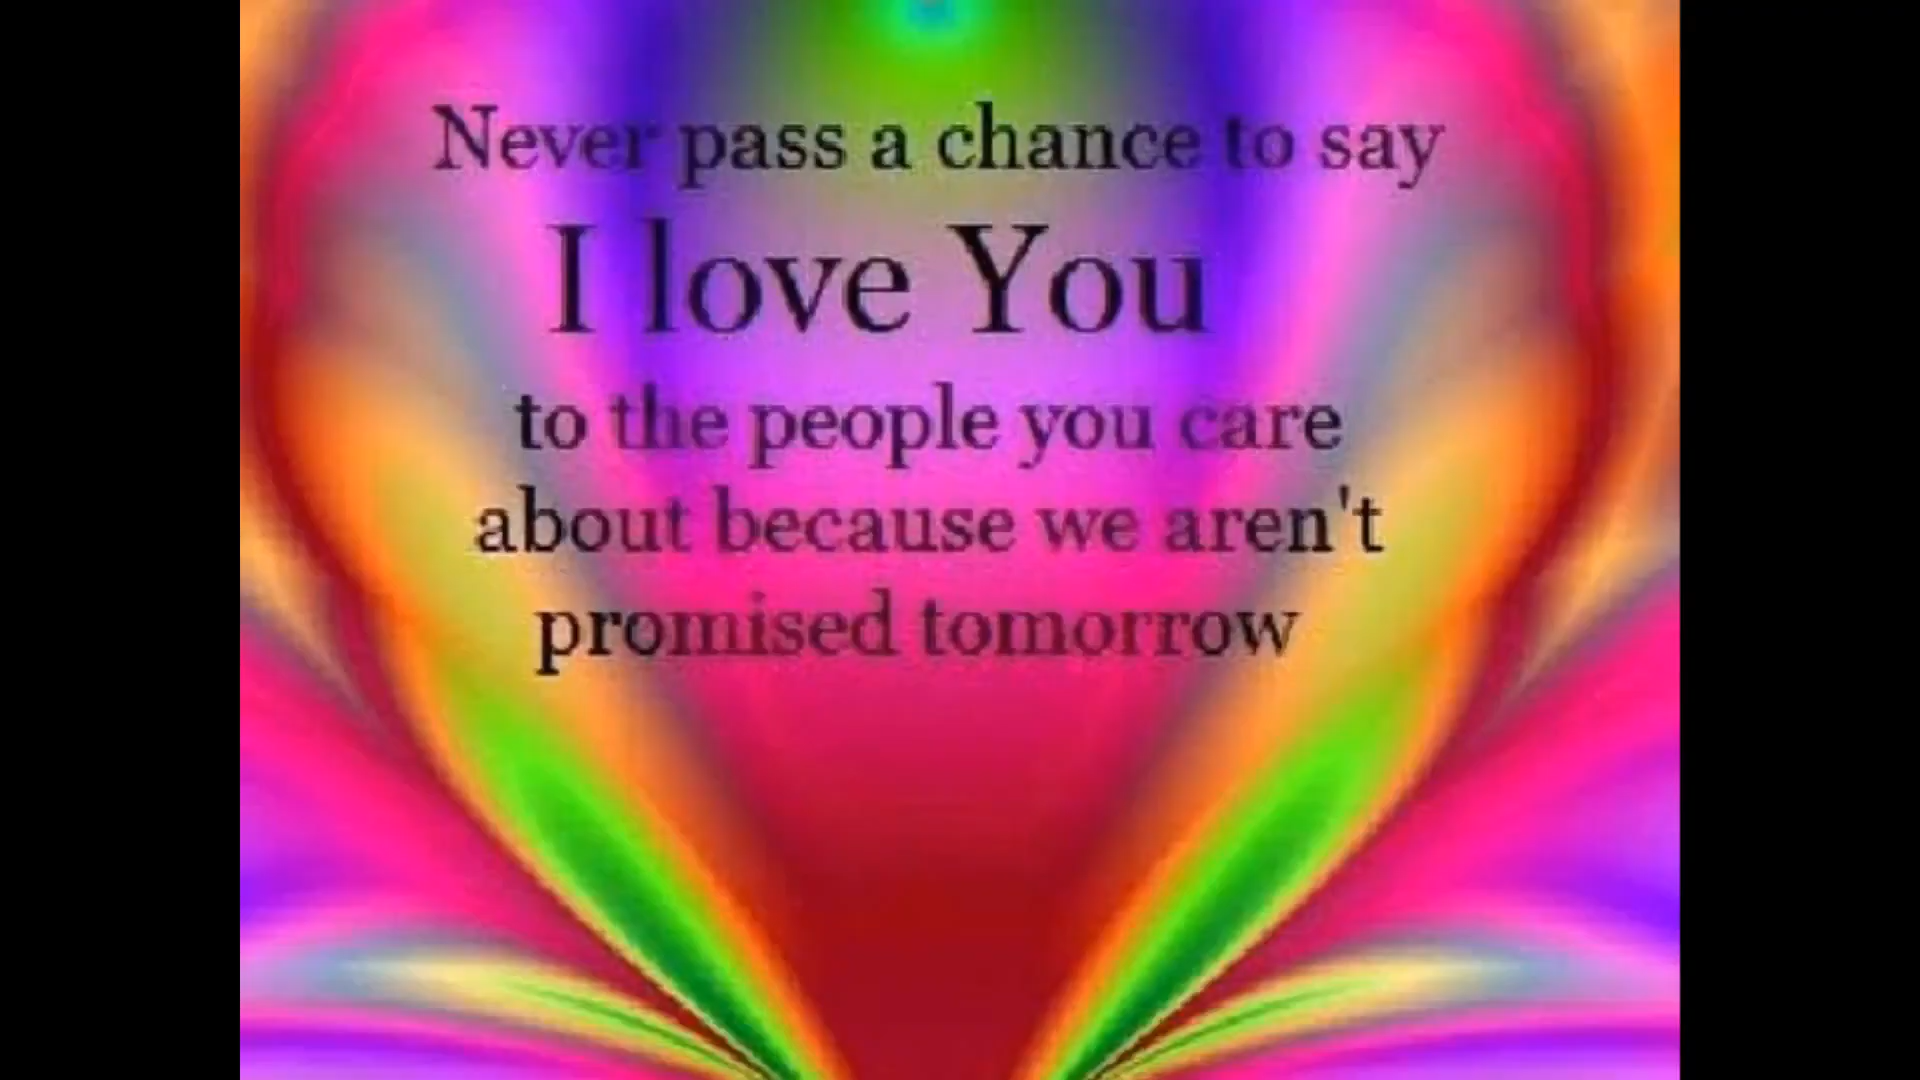 Never pass a chance to say
I love You
to the people you care
about because we aren't
promised tomorrow